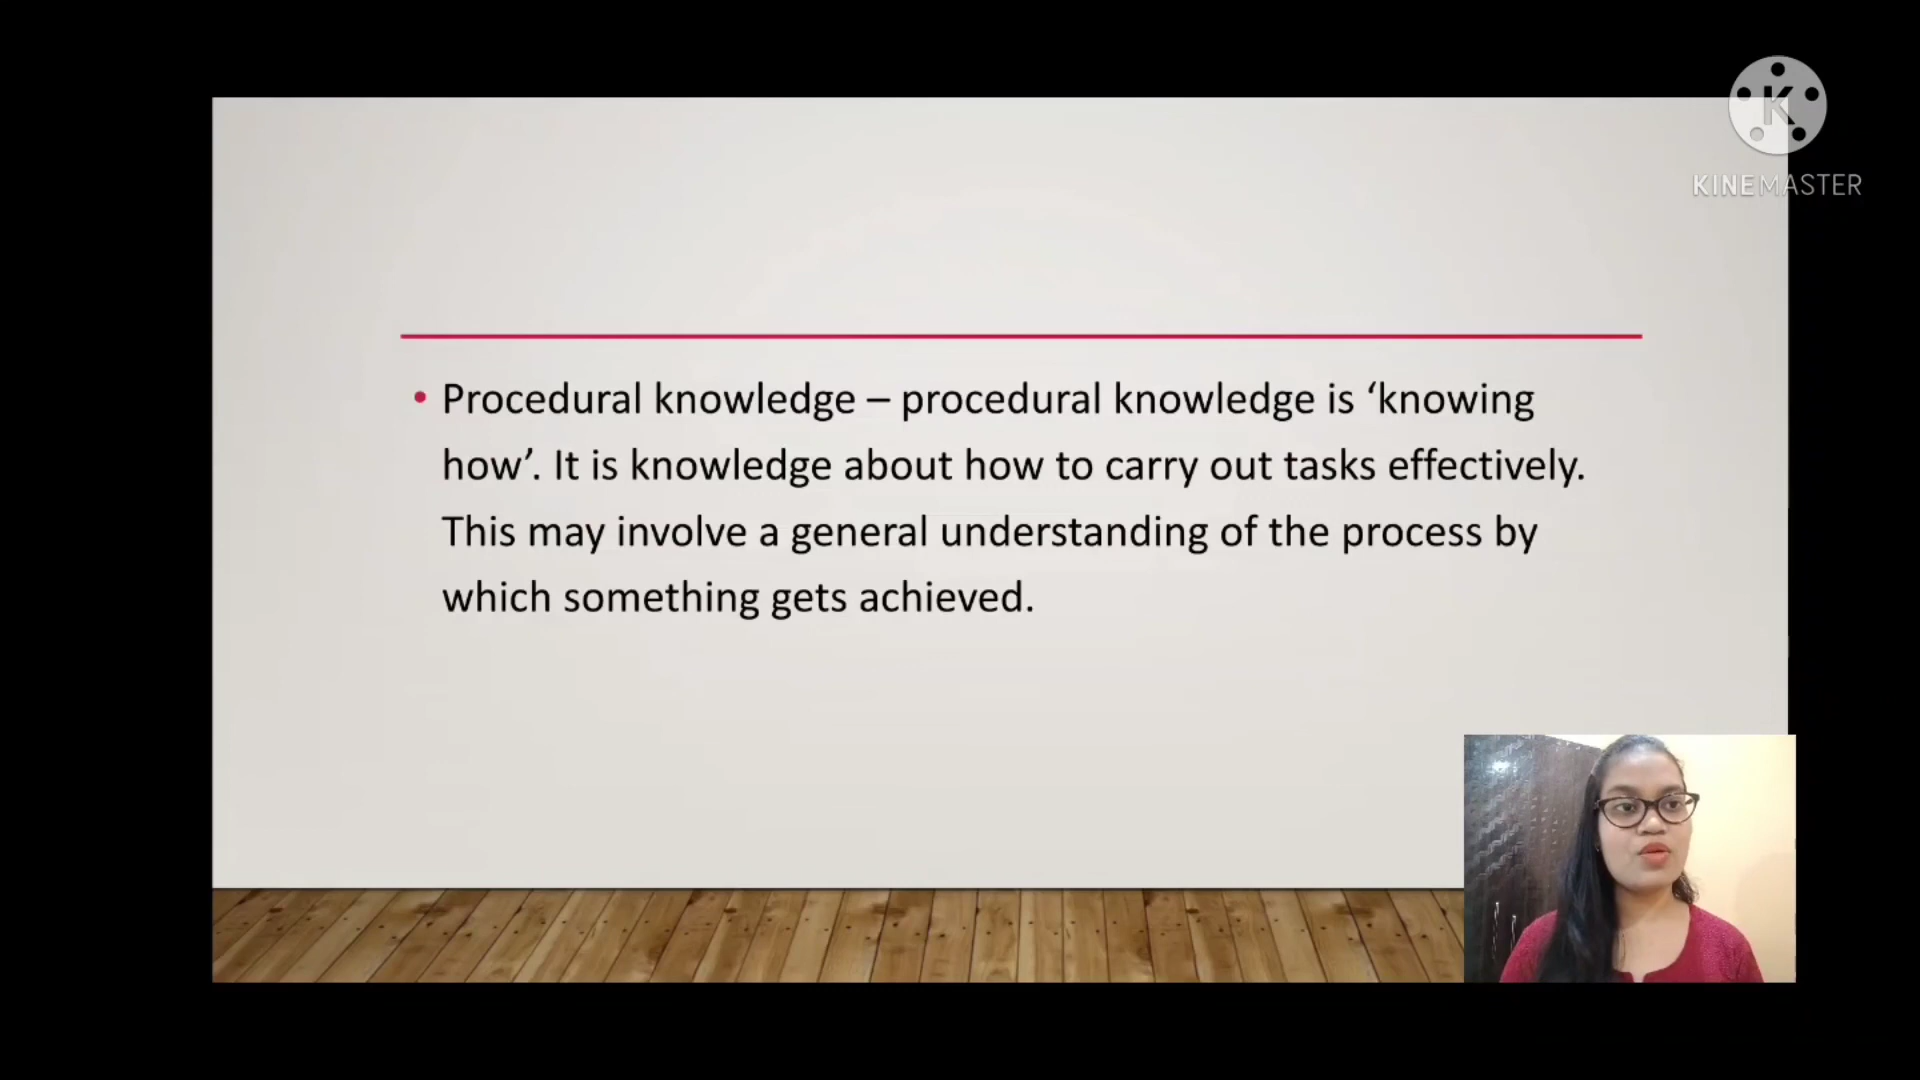 K
KINEMASTER
• Procedural knowledge – procedural knowledge is ‘knowing
how’. It is knowledge about how to carry out tasks effectively.
This may involve a general understanding of the process by
which something gets achieved.